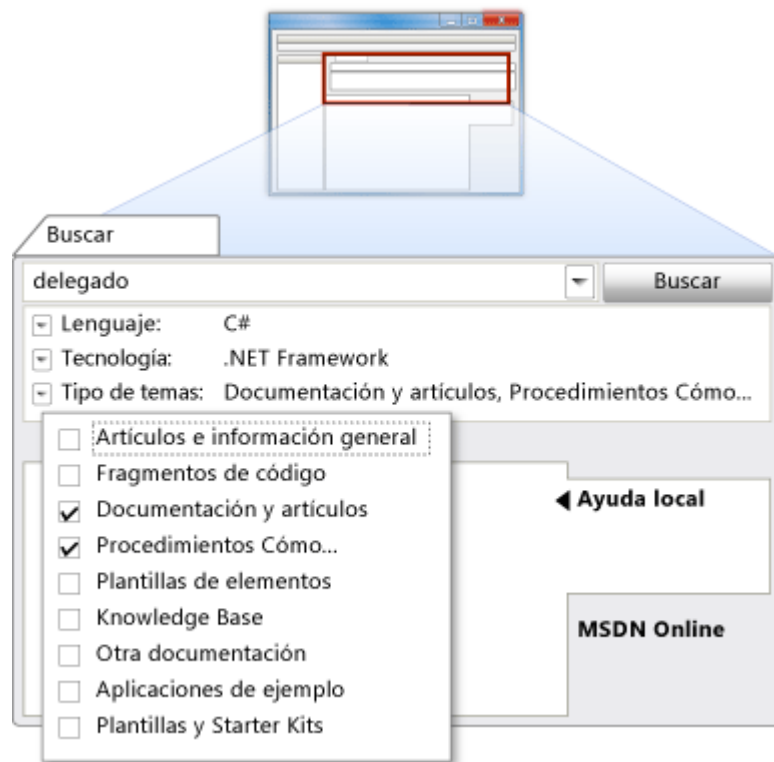 Buscar
delegado
Buscar
Lenguaje: C#
Tecnología: .NET Framework
Tipo de temas: Documentación y artículos, Procedimientos Cómo...
Artículos e información general
Fragmentos de código
Documentación y artículos
Procedimientos Cómo...
Plantillas de elementos
Knowledge Base
Otra documentación
Aplicaciones de ejemplo
Plantillas y Starter Kits
Ayuda local
MSDN Online